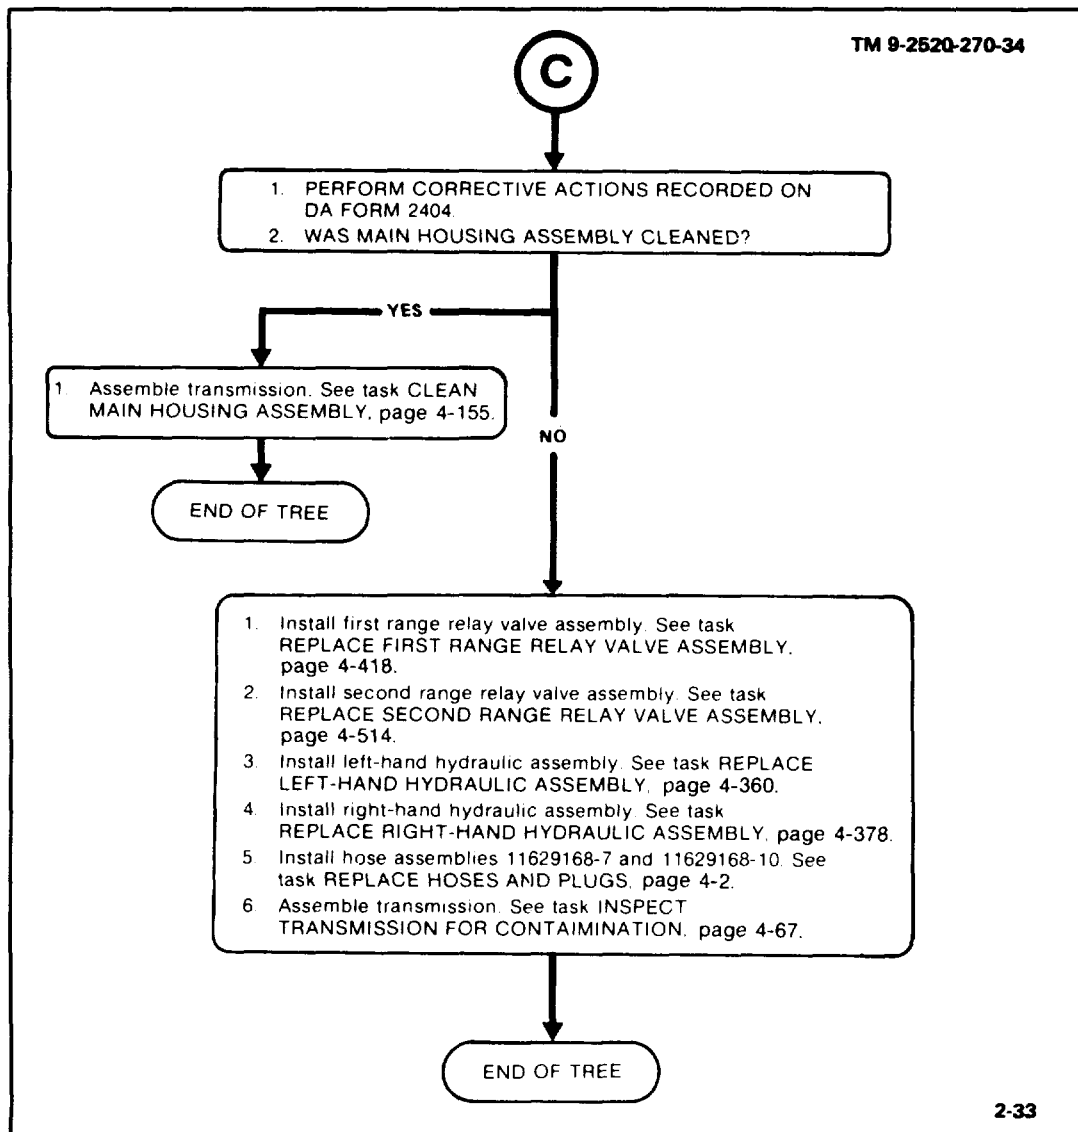 TM 9-2520-270-34
C
1. PERFORM CORRECTIVE ACTIONS RECORDED ON
DA FORM 2404.
2. WAS MAIN HOUSING ASSEMBLY CLEANED?
YES
1. Assemble transmission. See task CLEAN
MAIN HOUSING ASSEMBLY, page 4-155.
END OF TREE
NO
1. Install first range relay valve assembly. See task
REPLACE FIRST RANGE RELAY VALVE ASSEMBLY,
page 4-418.
2. Install second range relay valve assembly. See task
REPLACE SECOND RANGE RELAY VALVE ASSEMBLY,
page 4-514.
3. Install left-hand hydraulic assembly. See task REPLACE
LEFT-HAND HYDRAULIC ASSEMBLY, page 4-360.
4. Install right-hand hydraulic assembly. See task
REPLACE RIGHT-HAND HYDRAULIC ASSEMBLY, page 4-378.
5. Install hose assemblies 11629168-7 and 11629168-10. See
task REPLACE HOSES AND PLUGS, page 4-2.
6. Assemble transmission. See task INSPECT
TRANSMISSION FOR CONTAIMINATION, page 4-67.
END OF TREE
2-33